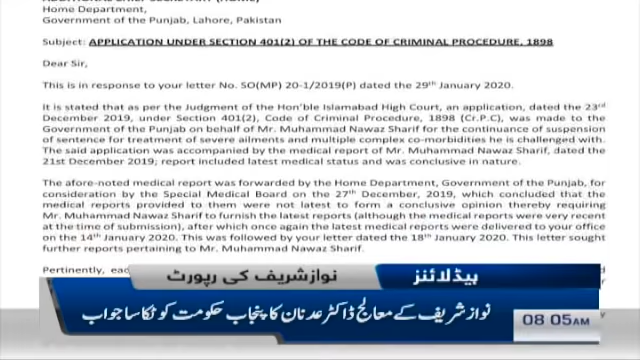 Home Department,
Government of the Punjab, Lahore, Pakistan
Subject: APPLICATION UNDER SECTION 401(2) OF THE CODE OF CRIMINAL PROCEDURE, 1898
Dear Sir,
This is in response to your letter No. SO(MP) 20-1/2019(P) dated the 29th January 2020.
It is stated that as per the Judgment of the Hon'ble Islamabad High Court, an application, dated the 23rd
December 2019, under Section 401(2), Code of Criminal Procedure, 1898 (Cr.P.C), was made to the
Government of the Punjab on behalf of Mr. Muhammad Nawaz Sharif for the continuance of suspension
of sentence for treatment of severe ailments and multiple complex co-morbidities he is challenged with.
The said application was accompanied by the medical report of Mr. Muhammad Nawaz Sharif, dated the
21st December 2019; report included latest medical status and was conclusive in nature.
The afore-noted medical report was forwarded by the Home Department, Government of the Punjab, for
consideration by the Special Medical Board on the 27th December, 2019, which concluded that the
medical reports provided to them were not latest to form a conclusive opinion thereby requiring
Mr. Muhammad Nawaz Sharif to furnish the latest reports (although the medical reports were very recent
at the time of submission), after which once again the latest medical reports were delivered to your office
on the 14th January 2020. This was followed by your letter dated the 18th January 2020. This letter sought
further reports pertaining to Mr. Muhammad Nawaz Sharif.
Pertinently,
ہیڈلائنز
نواز شریف کی رپورٹ
نواز شریف کے معالج ڈاکٹر عدنان کا پنجاب حکومت کو ٹکا سا جواب
08:05AM